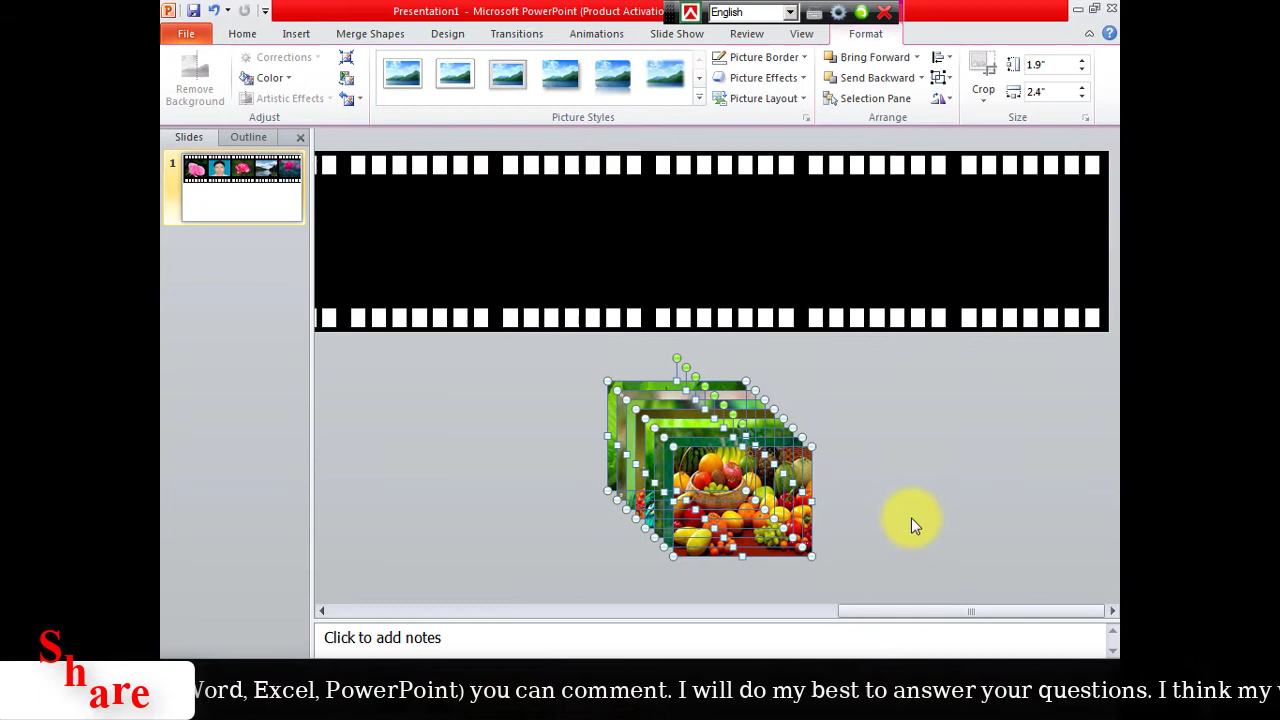 Presentation1 - Microsoft PowerPoint (Product Activatio
English
File
Home
Insert
Merge Shapes
Design
Transitions
Animations
Slide Show
Review
View
Format
Remove Background
Corrections
Color
Artistic Effects
Adjust
Picture Styles
Picture Border
Picture Effects
Picture Layout
Bring Forward
Send Backward
Selection Pane
Arrange
Crop
1.9"
2.4"
Size
Slides
Outline
1
Click to add notes
Share
Word, Excel, PowerPoint) you can comment. I will do my best to answer your questions. I think my